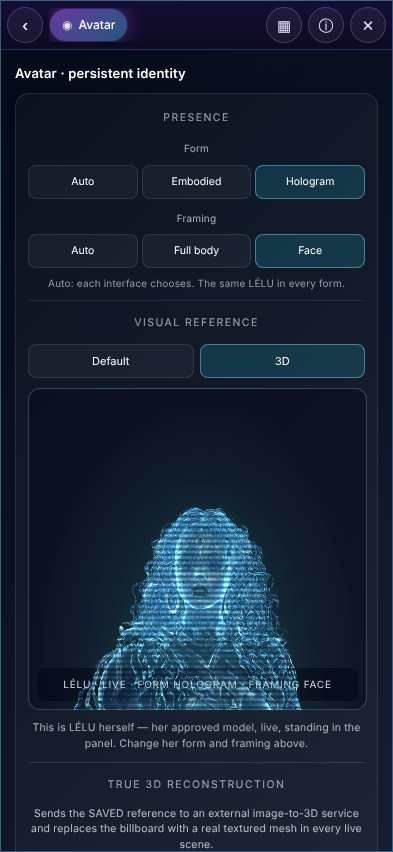 Avatar
Avatar · persistent identity
PRESENCE
Form
Auto
Embodied
Hologram
Framing
Auto
Full body
Face
Auto: each interface chooses. The same LÉLU in every form.
VISUAL REFERENCE
Default
3D
LÉLU · LIVE · FORM HOLOGRAM · FRAMING FACE
This is LÉLU herself — her approved model, live, standing in the
panel. Change her form and framing above.
TRUE 3D RECONSTRUCTION
Sends the SAVED reference to an external image-to-3D service
and replaces the billboard with a real textured mesh in every live
scene.